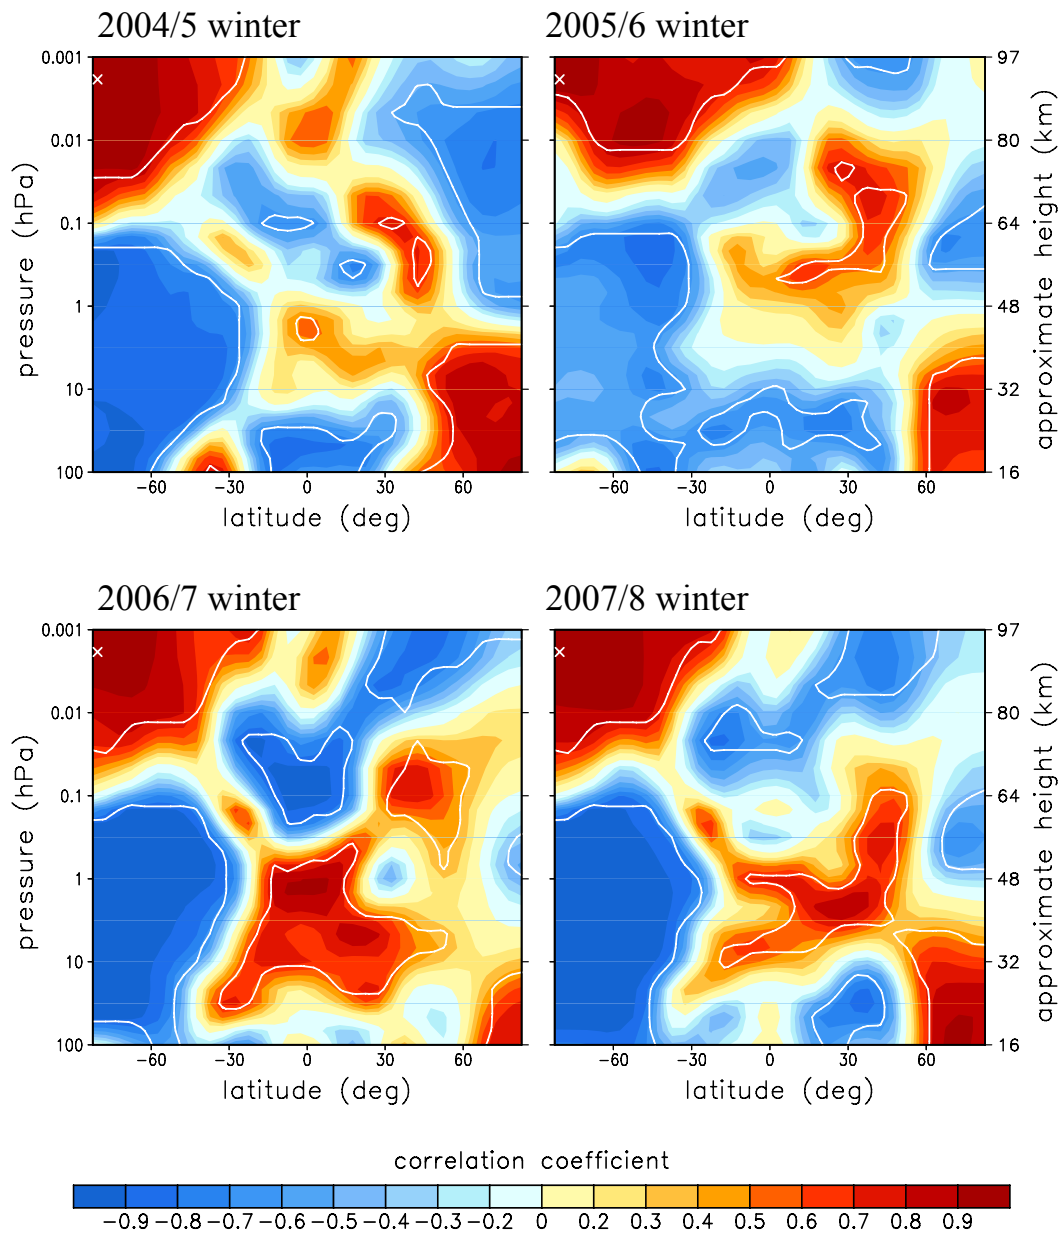 2004/5 winter 2005/6 winter
0.001 97
0.01 80
0.1 64
1 48
10 32
100 16
pressure (hPa) approximate height (km)
−60 −30 0 30 60 −60 −30 0 30 60
latitude (deg) latitude (deg)
2006/7 winter 2007/8 winter
0.001 97
0.01 80
0.1 64
1 48
10 32
100 16
pressure (hPa) approximate height (km)
−60 −30 0 30 60 −60 −30 0 30 60
latitude (deg) latitude (deg)
correlation coefficient
−0.9 −0.8 −0.7 −0.6 −0.5 −0.4 −0.3 −0.2 0 0.2 0.3 0.4 0.5 0.6 0.7 0.8 0.9